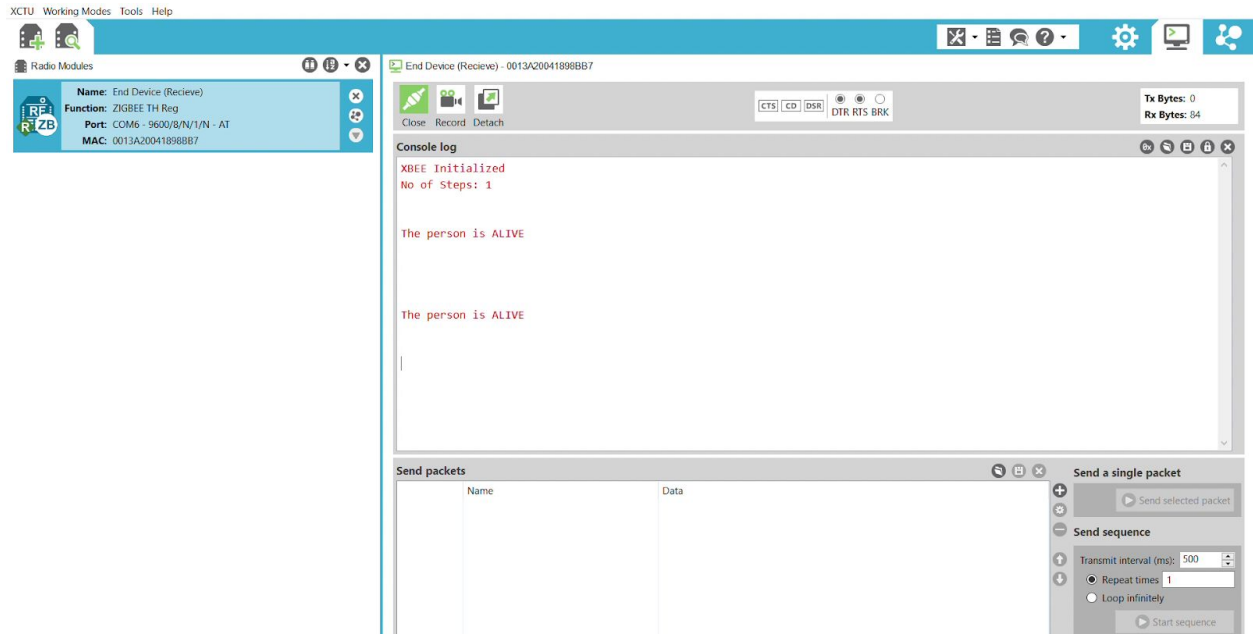 XCTU Working Modes Tools Help
Radio Modules
Name: End Device (Recieve)
Function: ZIGBEE TH Reg
Port: COM6 - 9600/8/N/1/N - AT
MAC: 0013A20041898BB7
RE
R ZB
End Device (Recieve) - 0013A20041898BB7
Close Record Detach
CTS CD DSR
DTR RTS BRK
Tx Bytes: 0
Rx Bytes: 84
Console log
XBEE Initialized
No of Steps: 1
The person is ALIVE
The person is ALIVE
Send packets
Name Data
Send a single packet
Send selected packet
Send sequence
Transmit interval (ms): 500
Repeat times 1
Loop infinitely
Start sequence